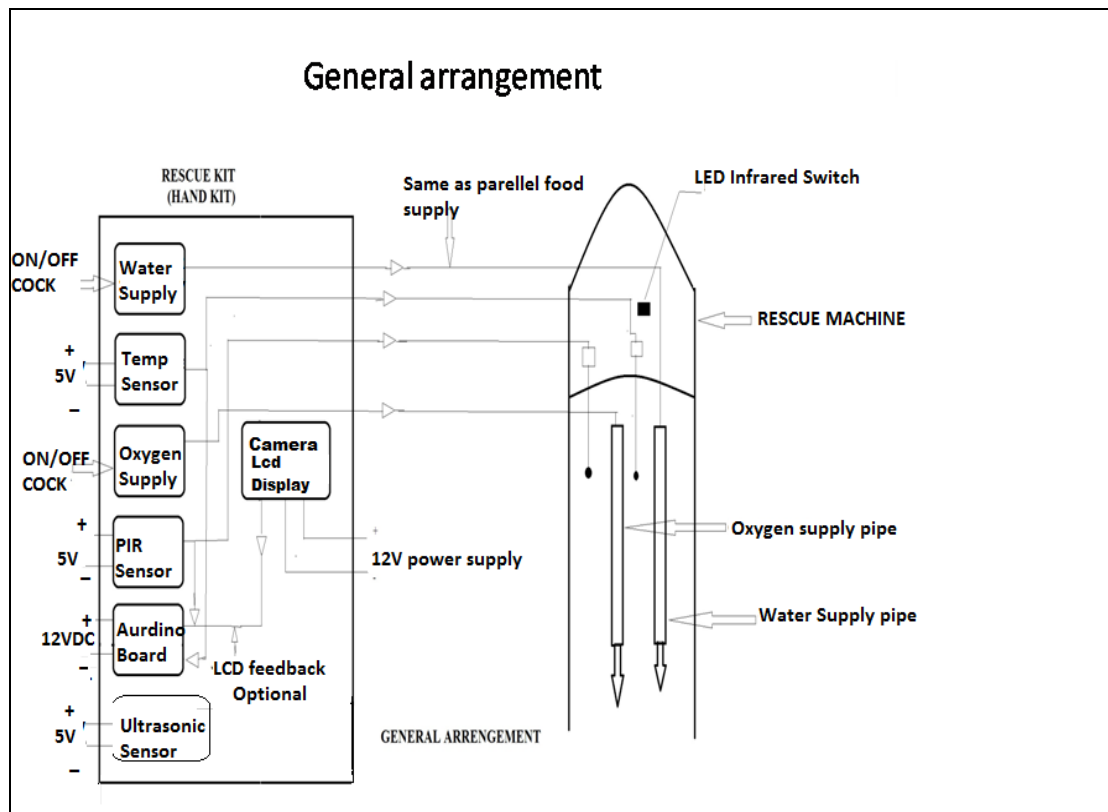 General arrangement
RESCUE KIT
(HAND KIT)
Same as parellel food
supply
LED Infrared Switch
ON/OFF
COCK
Water
Supply
RESCUE MACHINE
+
5V
−
Temp
Sensor
ON/OFF
COCK
Oxygen
Supply
Camera
Lcd
Display
+
5V
−
PIR
Sensor
+
12V power supply
-
Oxygen supply pipe
+
12VDC
−
Aurdino
Board
LCD feedback
Optional
Water Supply pipe
+
5V
−
Ultrasonic
Sensor
GENERAL ARRENGEMENT